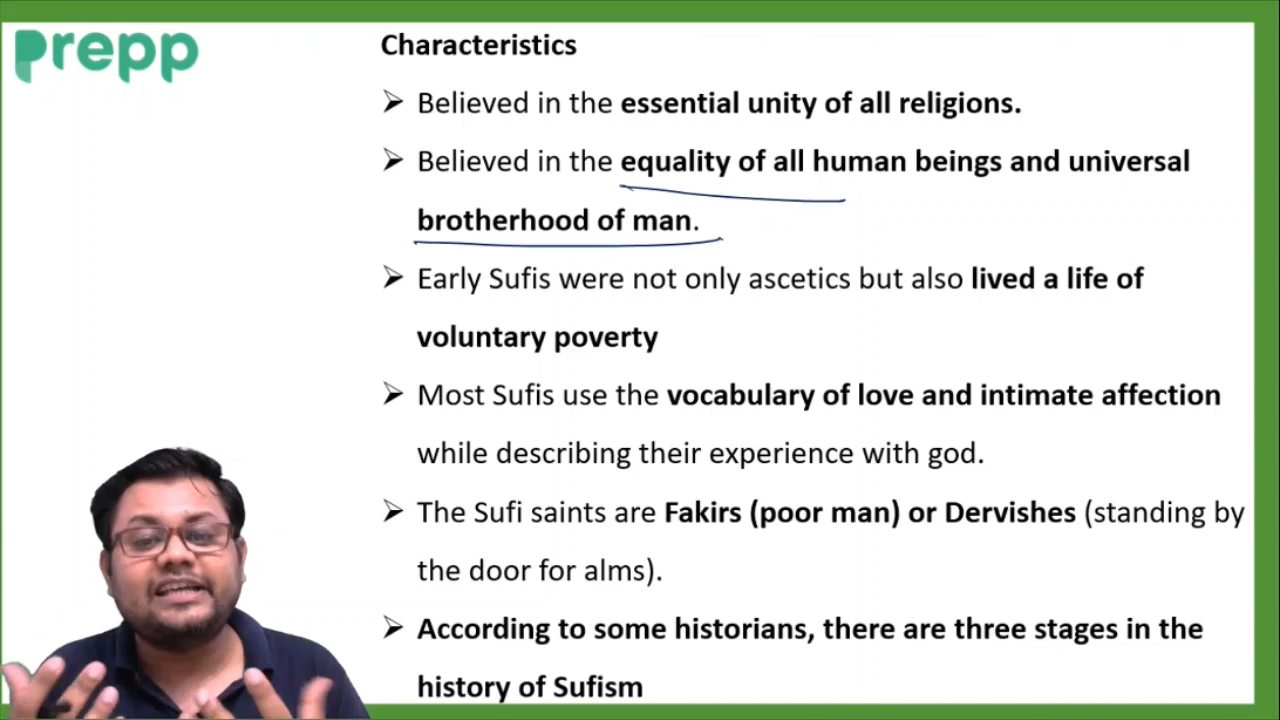 Prepp
Characteristics
➢ Believed in the essential unity of all religions.
➢ Believed in the equality of all human beings and universal
brotherhood of man.
➢ Early Sufis were not only ascetics but also lived a life of
voluntary poverty
➢ Most Sufis use the vocabulary of love and intimate affection
while describing their experience with god.
➢ The Sufi saints are Fakirs (poor man) or Dervishes (standing by
the door for alms).
➢ According to some historians, there are three stages in the
history of Sufism